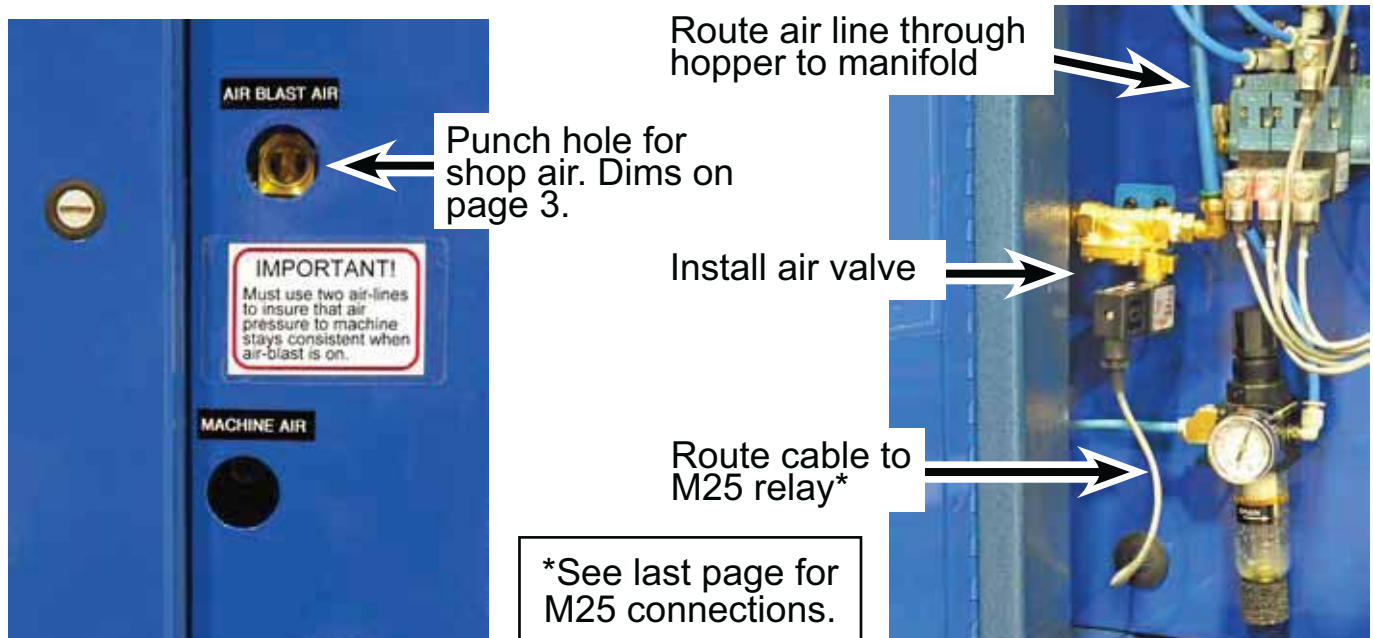 AIR BLAST AIR
Punch hole for
shop air. Dims on
page 3.
IMPORTANT!
Must use two air-lines
to insure that air
pressure to machine
stays consistent when
air-blast is on.
MACHINE AIR
Route air line through
hopper to manifold
Install air valve
Route cable to
M25 relay*
*See last page for
M25 connections.